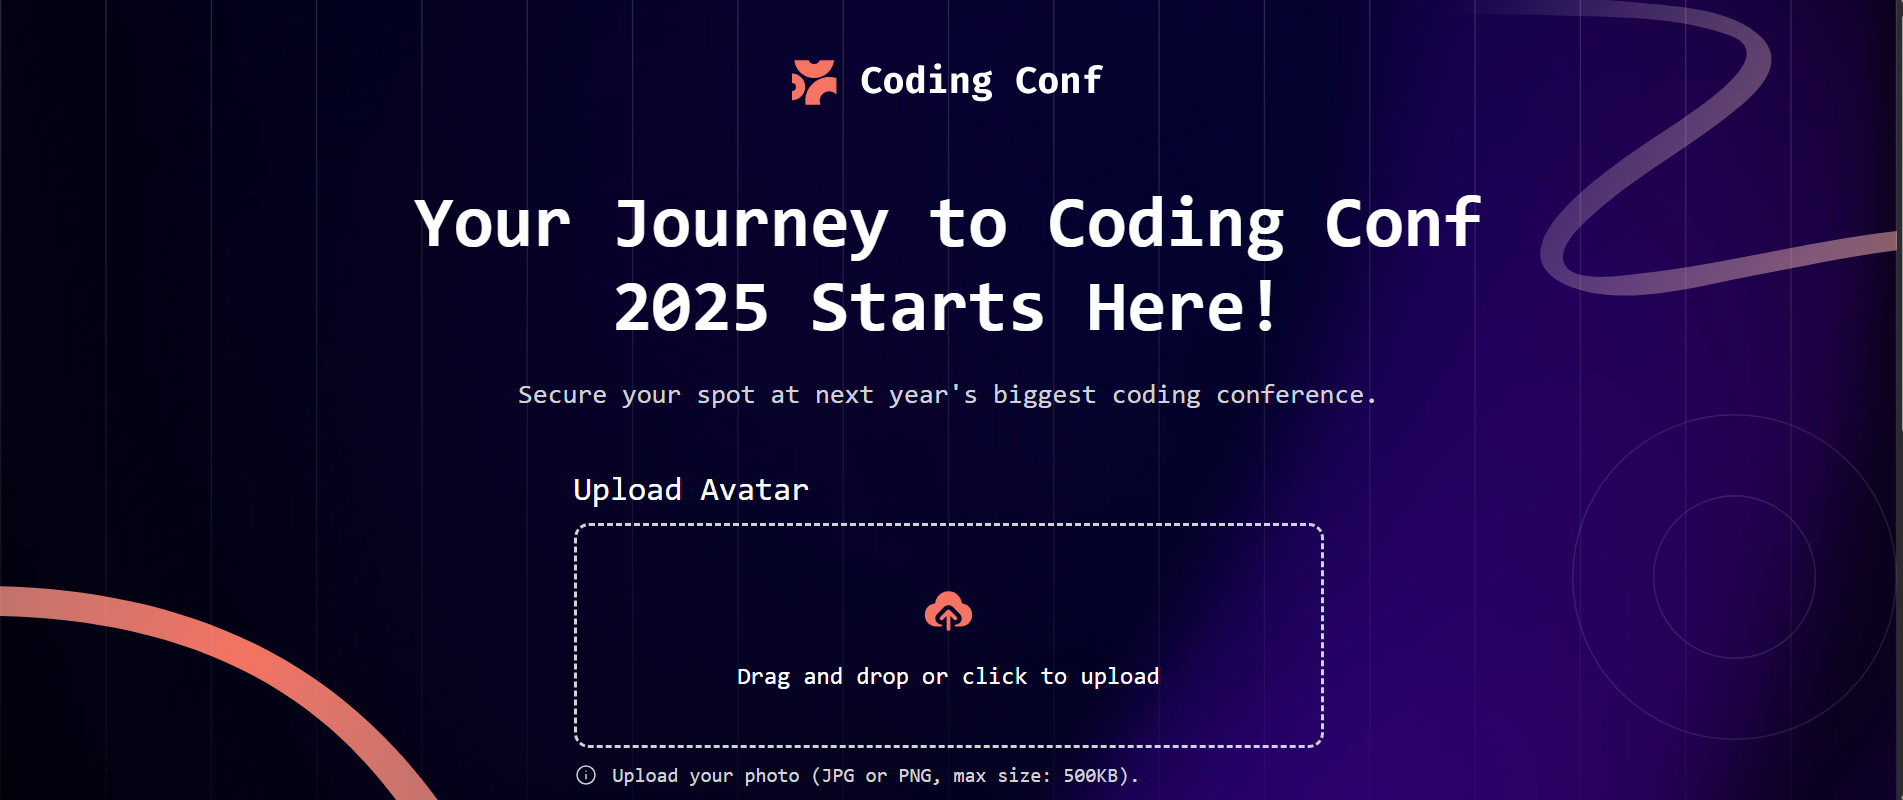 Coding Conf
Your Journey to Coding Conf
2025 Starts Here!
Secure your spot at next year's biggest coding conference.
Upload Avatar
Drag and drop or click to upload
Upload your photo (JPG or PNG, max size: 500KB).